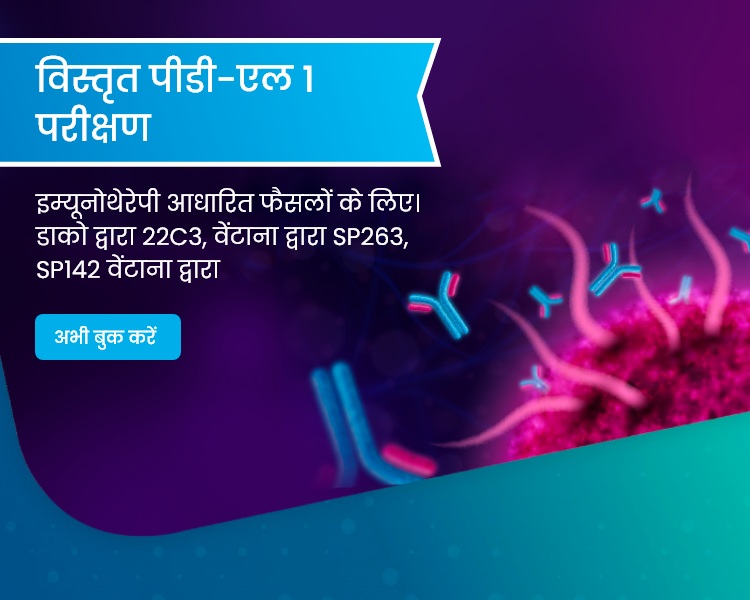 विस्तृत पीडी-एल 1
परीक्षण
इम्यूनोथेरेपी आधारित फैसलों के लिए।
डाको द्वारा 22C3, वेंटाना द्वारा SP263,
SP142 वेंटाना द्वारा
अभी बुक करें